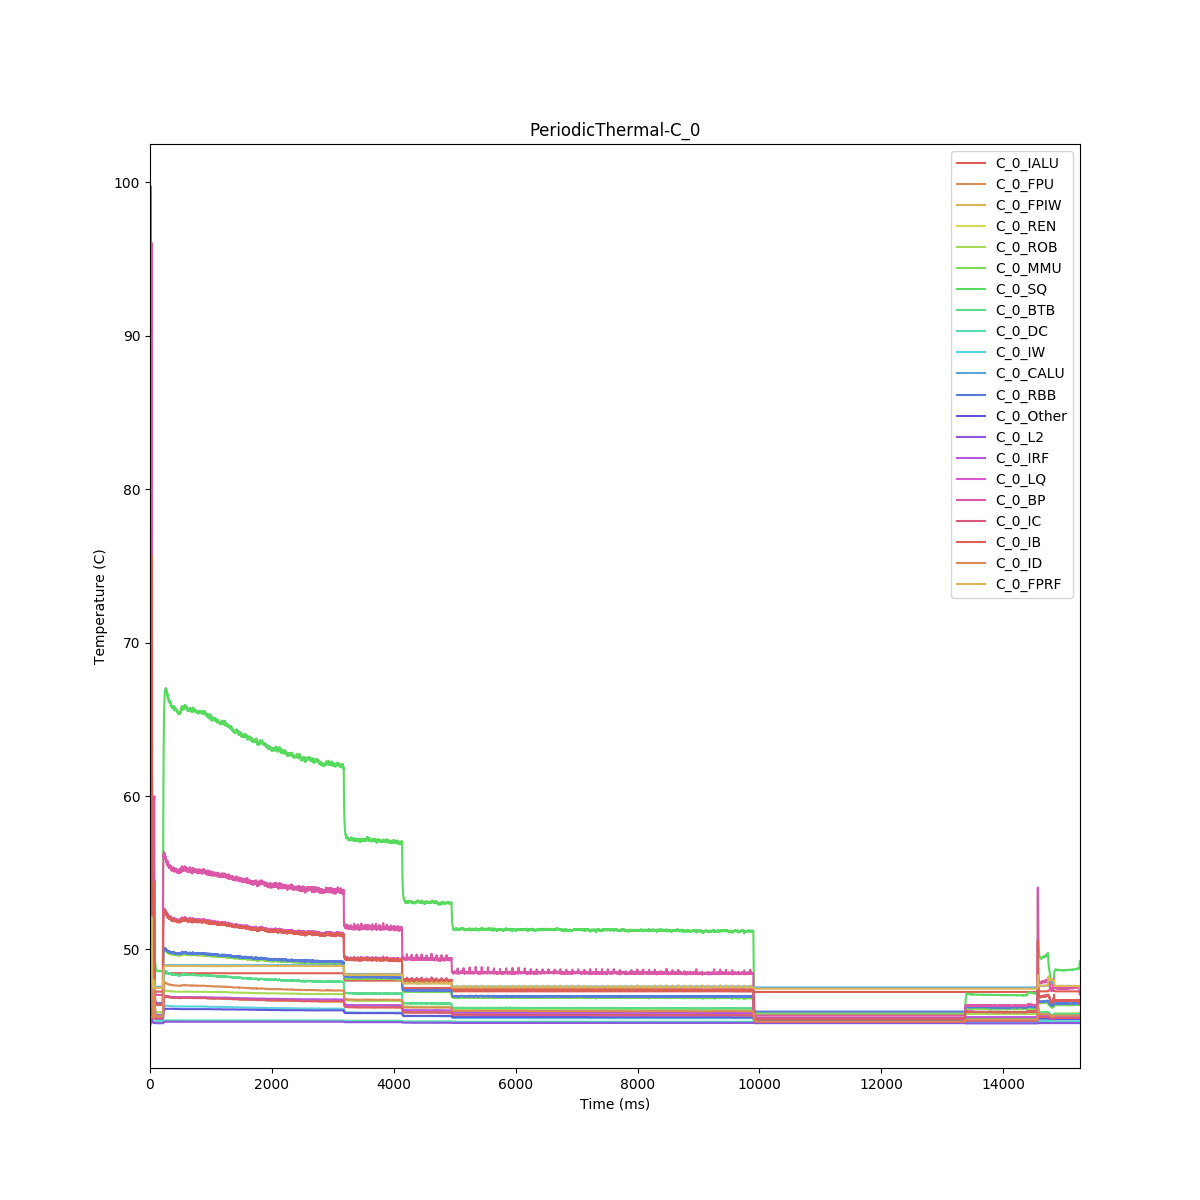 PeriodicThermal-C_0
100
90
80
70
60
50
Temperature (C)
0 2000 4000 6000 8000 10000 12000 14000
Time (ms)
C_0_IALU
C_0_FPU
C_0_FPIW
C_0_REN
C_0_ROB
C_0_MMU
C_0_SQ
C_0_BTB
C_0_DC
C_0_IW
C_0_CALU
C_0_RBB
C_0_Other
C_0_L2
C_0_IRF
C_0_LQ
C_0_BP
C_0_IC
C_0_IB
C_0_ID
C_0_FPRF